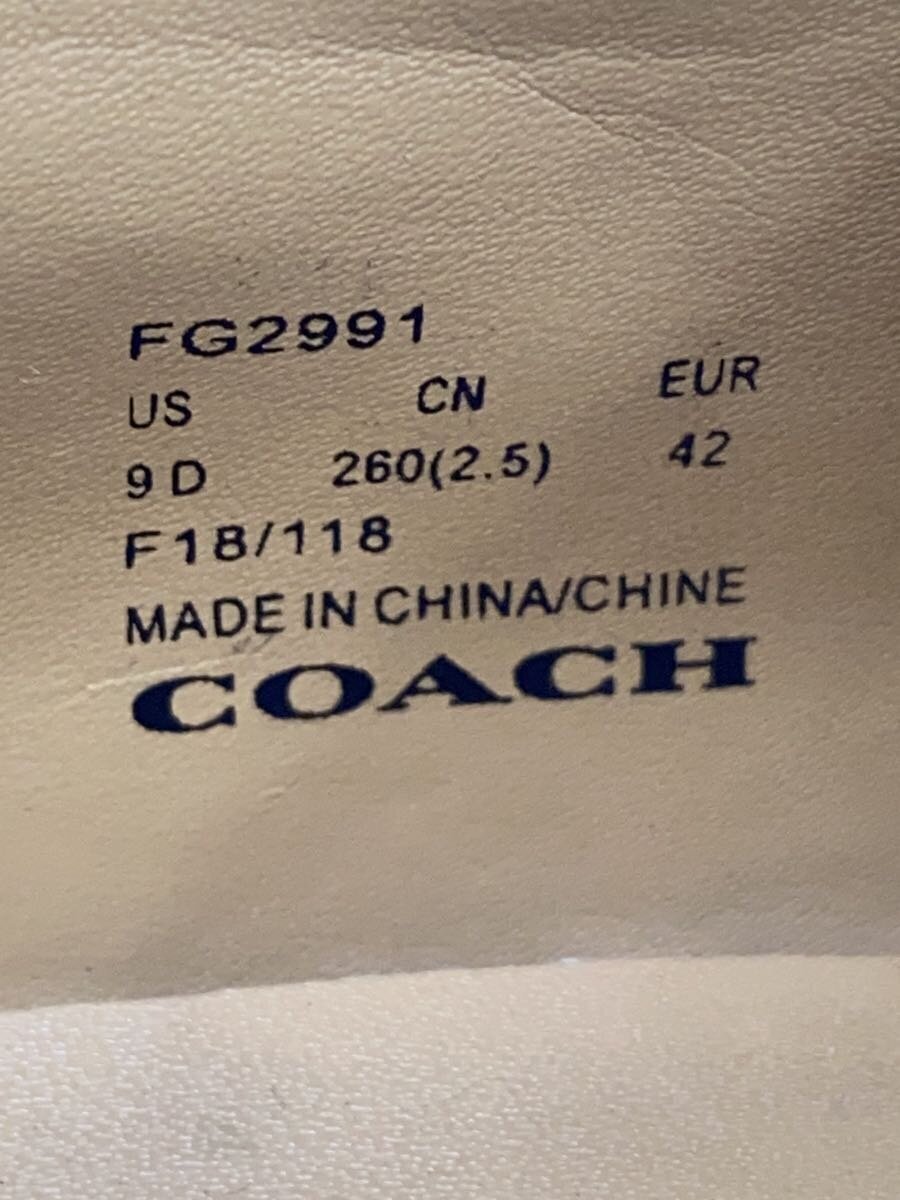 FG2991
US CN EUR
9 D 260(2.5) 42
F18/118
MADE IN CHINA/CHINE
COACH